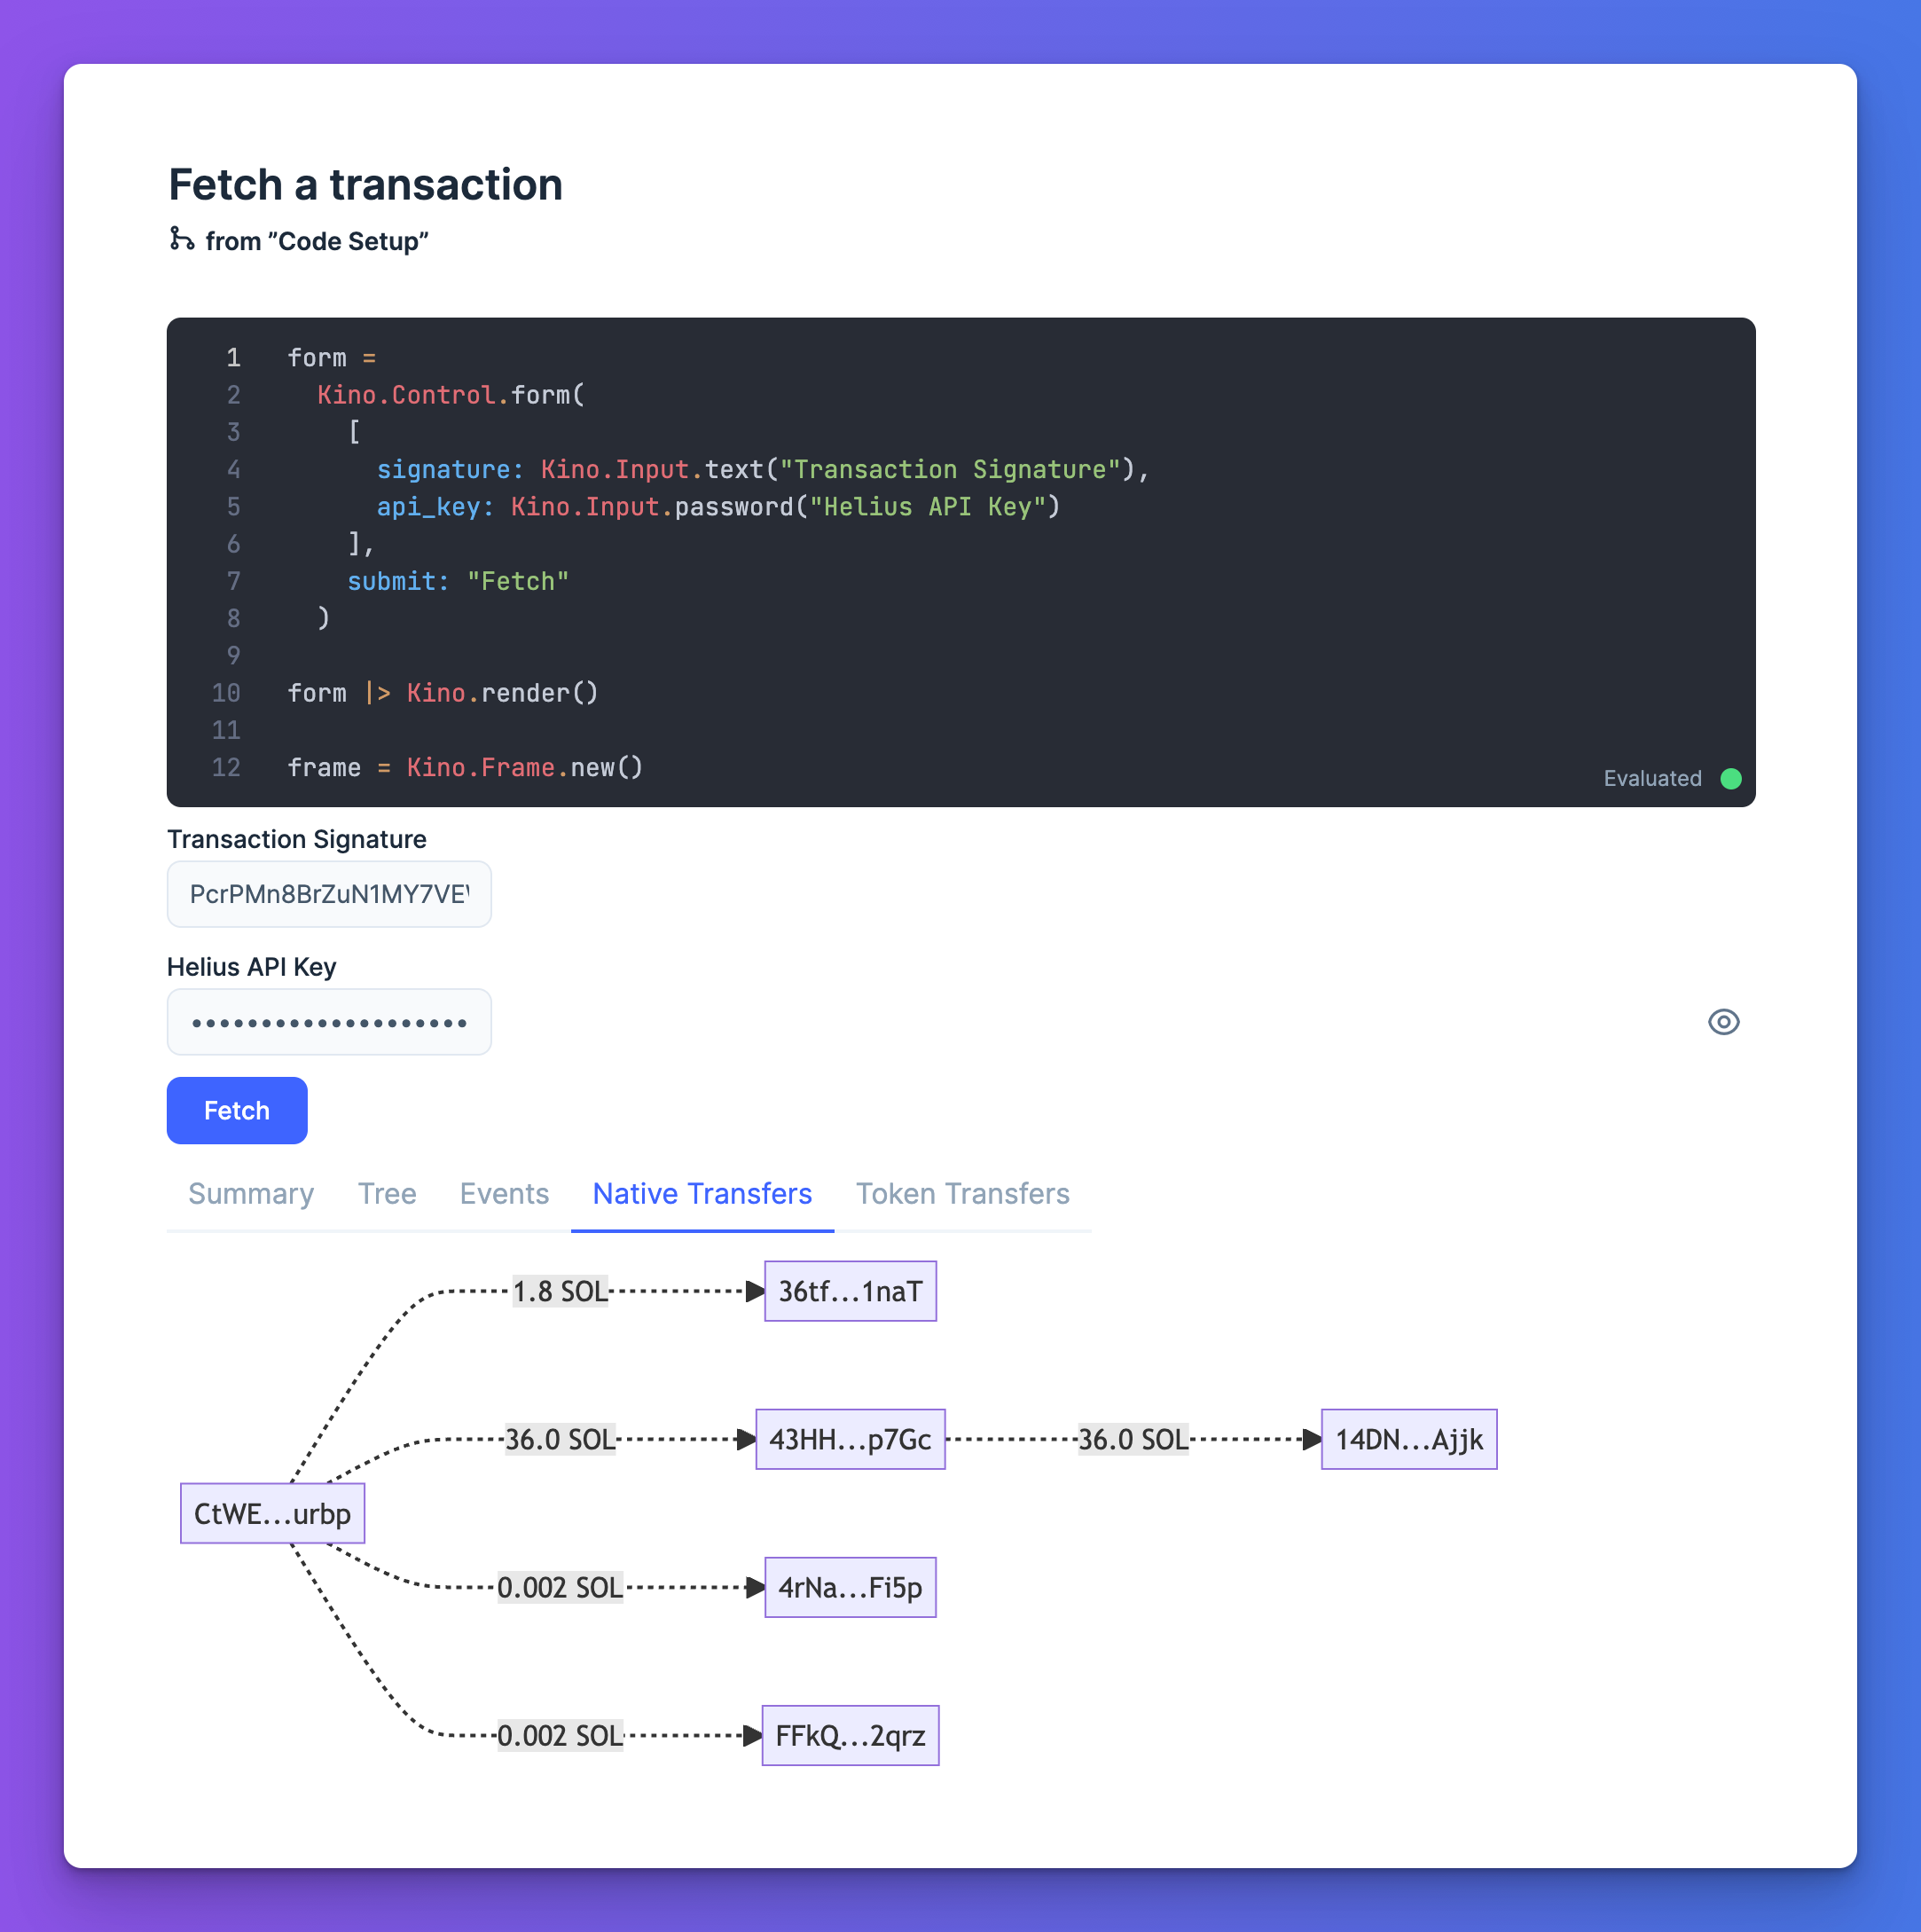 Fetch a transaction
from ”Code Setup”
1 form =
2 Kino.Control.form(
3 [
4 signature: Kino.Input.text("Transaction Signature"),
5 api_key: Kino.Input.password("Helius API Key")
6 ],
7 submit: "Fetch"
8 )
9
10 form |> Kino.render()
11
12 frame = Kino.Frame.new()
Evaluated
Transaction Signature
PcrPMn8BrZuN1MY7VE
Helius API Key
••••••••••••••••••••
Fetch
Summary Tree Events Native Transfers Token Transfers
1.8 SOL 36tf...1naT
36.0 SOL 43HH...p7Gc 36.0 SOL 14DN...Ajjk
CtWE...urbp
0.002 SOL 4rNa...Fi5p
0.002 SOL FFkQ...2qrz